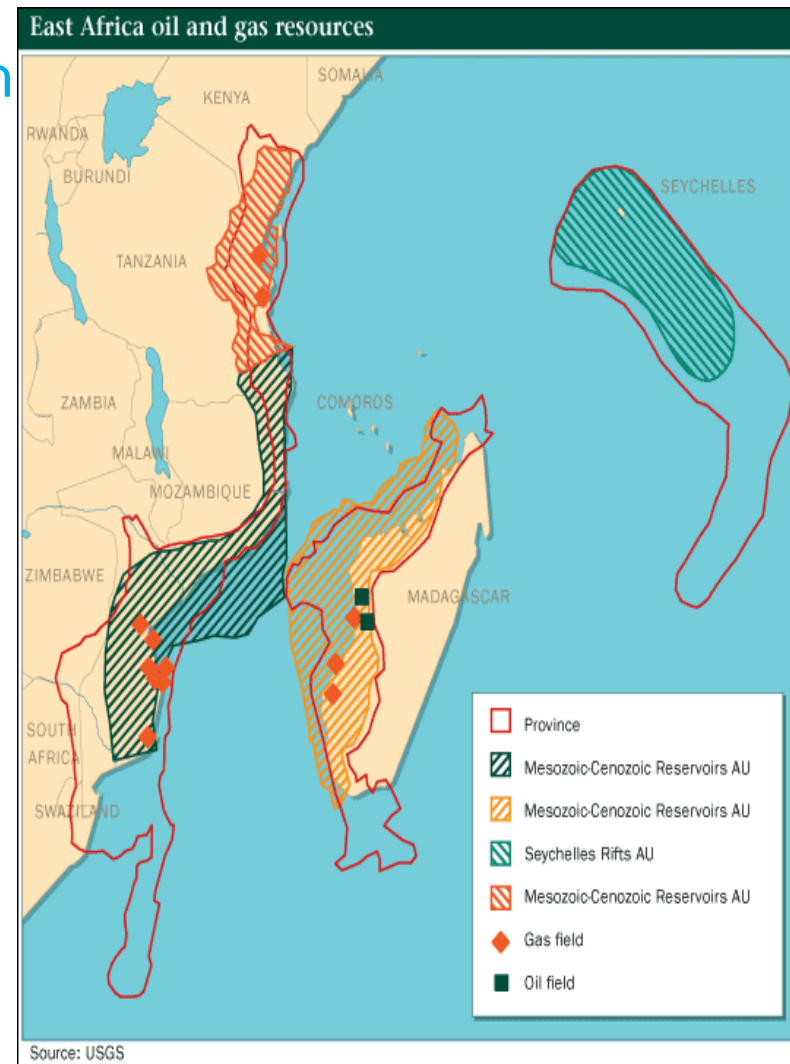 East Africa oil and gas resources
n
SOMALIA
KENYA
RWANDA
BURUNDI
SEYCHELLES
TANZANIA
ZAMBIA
COMOROS
MALAWI
MOZAMBIQUE
ZIMBABWE
MADAGASCAR
SOUTH
AFRICA
SWAZILAND
Province
Mesozoic-Cenozoic Reservoirs AU
Mesozoic-Cenozoic Reservoirs AU
Seychelles Rifts AU
Mesozoic-Cenozoic Reservoirs AU
Gas field
Oil field
Source: USGS